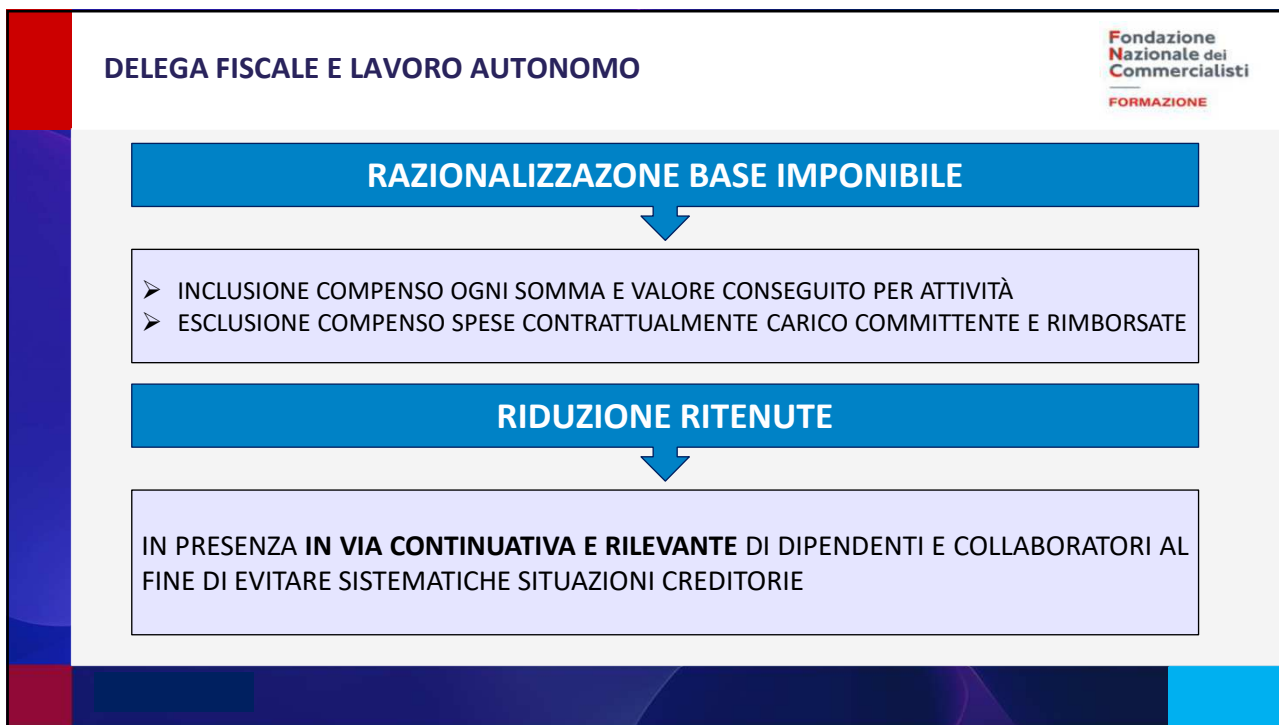 DELEGA FISCALE E LAVORO AUTONOMO
Fondazione
Nazionale dei
Commercialisti
FORMAZIONE
RAZIONALIZZAZONE BASE IMPONIBILE
➢ INCLUSIONE COMPENSO OGNI SOMMA E VALORE CONSEGUITO PER ATTIVITÀ
➢ ESCLUSIONE COMPENSO SPESE CONTRATTUALMENTE CARICO COMMITTENTE E RIMBORSATE
RIDUZIONE RITENUTE
IN PRESENZA IN VIA CONTINUATIVA E RILEVANTE DI DIPENDENTI E COLLABORATORI AL
FINE DI EVITARE SISTEMATICHE SITUAZIONI CREDITORIE